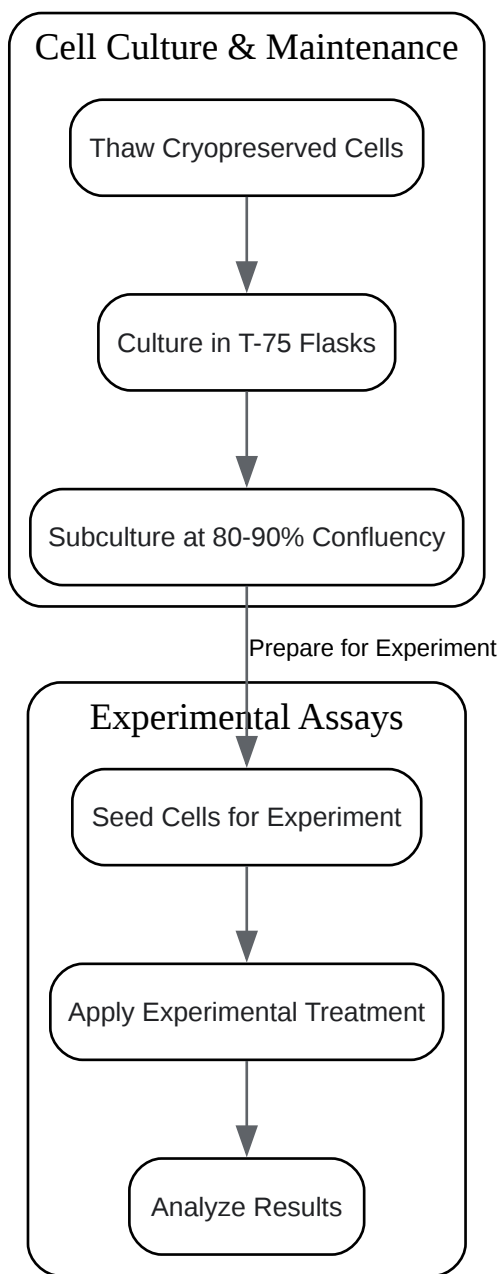 Cell Culture & Maintenance
Thaw Cryopreserved Cells
Culture in T-75 Flasks
Subculture at 80-90% Confluency
Prepare for Experiment
Experimental Assays
Seed Cells for Experiment
Apply Experimental Treatment
Analyze Results